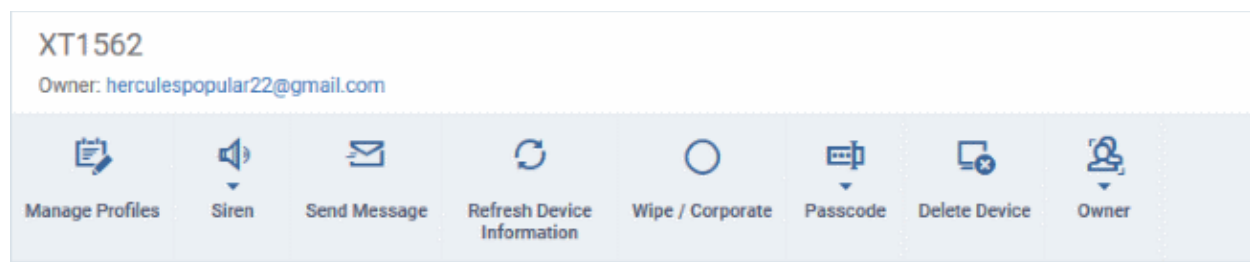 XT1562
Owner: herculespopular22@gmail.com
Manage Profiles
Siren
Send Message
Refresh Device
Information
Wipe / Corporate
Passcode
Delete Device
Owner